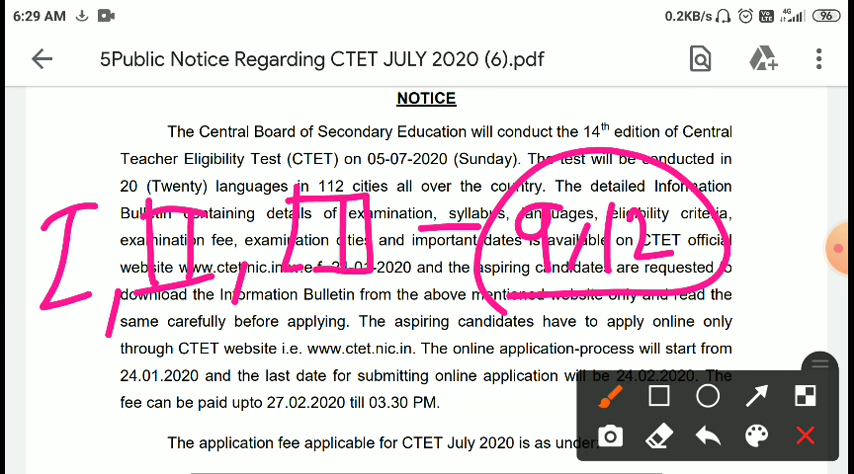 6:29 AM 0.2KB/s Vo LTE 4G 96
5Public Notice Regarding CTET JULY 2020 (6).pdf
NOTICE
The Central Board of Secondary Education will conduct the 14th edition of Central
Teacher Eligibility Test (CTET) on 05-07-2020 (Sunday). The test will be conducted in
20 (Twenty) languages in 112 cities all over the country. The detailed Information
Bulletin containing details of examination, syllabus, languages, eligibility criteria,
examination fee, examination cities and important dates is available on CTET official
website www.ctet.nic.in w.e.f. 24-01-2020 and the aspiring candidates are requested to
download the Information Bulletin from the above mentioned website only and read the
same carefully before applying. The aspiring candidates have to apply online only
through CTET website i.e. www.ctet.nic.in. The online application-process will start from
24.01.2020 and the last date for submitting online application will be 24.02.2020. The
fee can be paid upto 27.02.2020 till 03.30 PM.
The application fee applicable for CTET July 2020 is as under
I, II, III - 9, 12